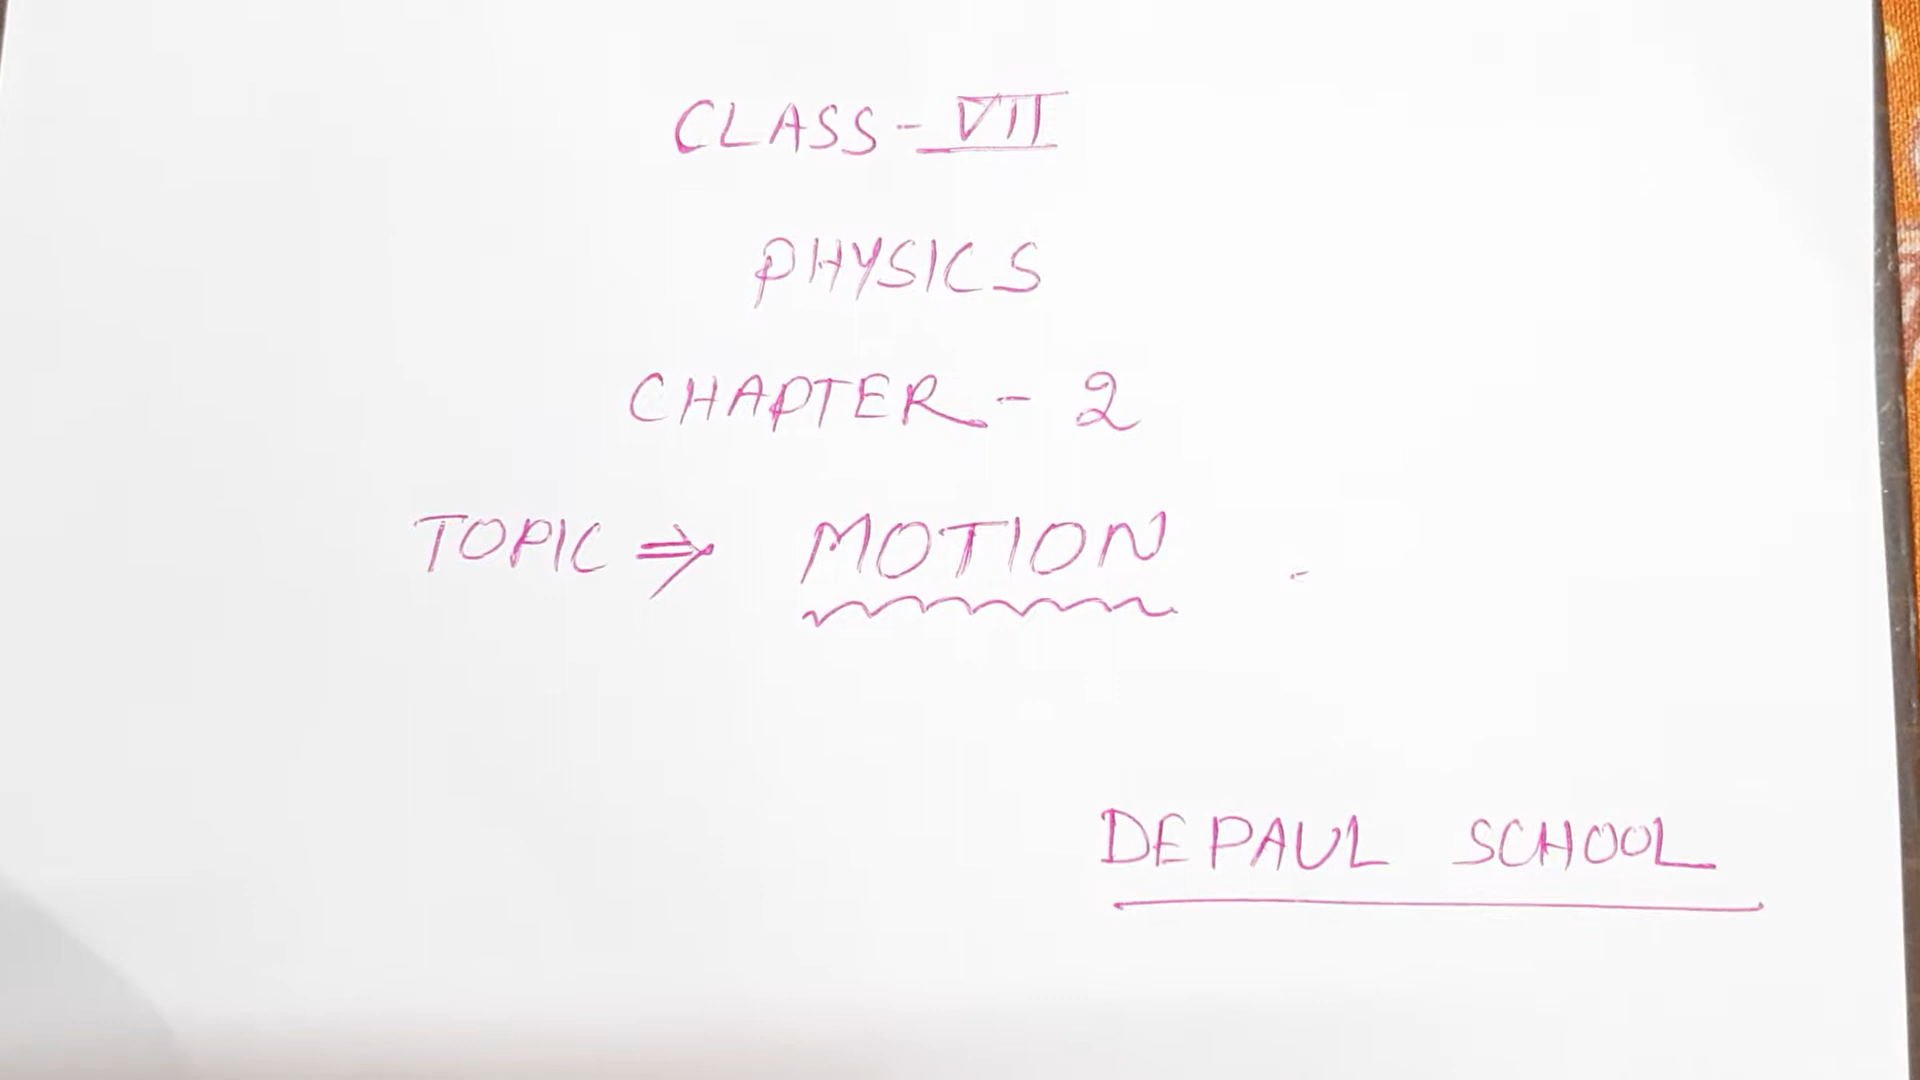 CLASS - VII
PHYSICS
CHAPTER - 2
TOPIC ⇒ MOTION
DEPAUL SCHOOL